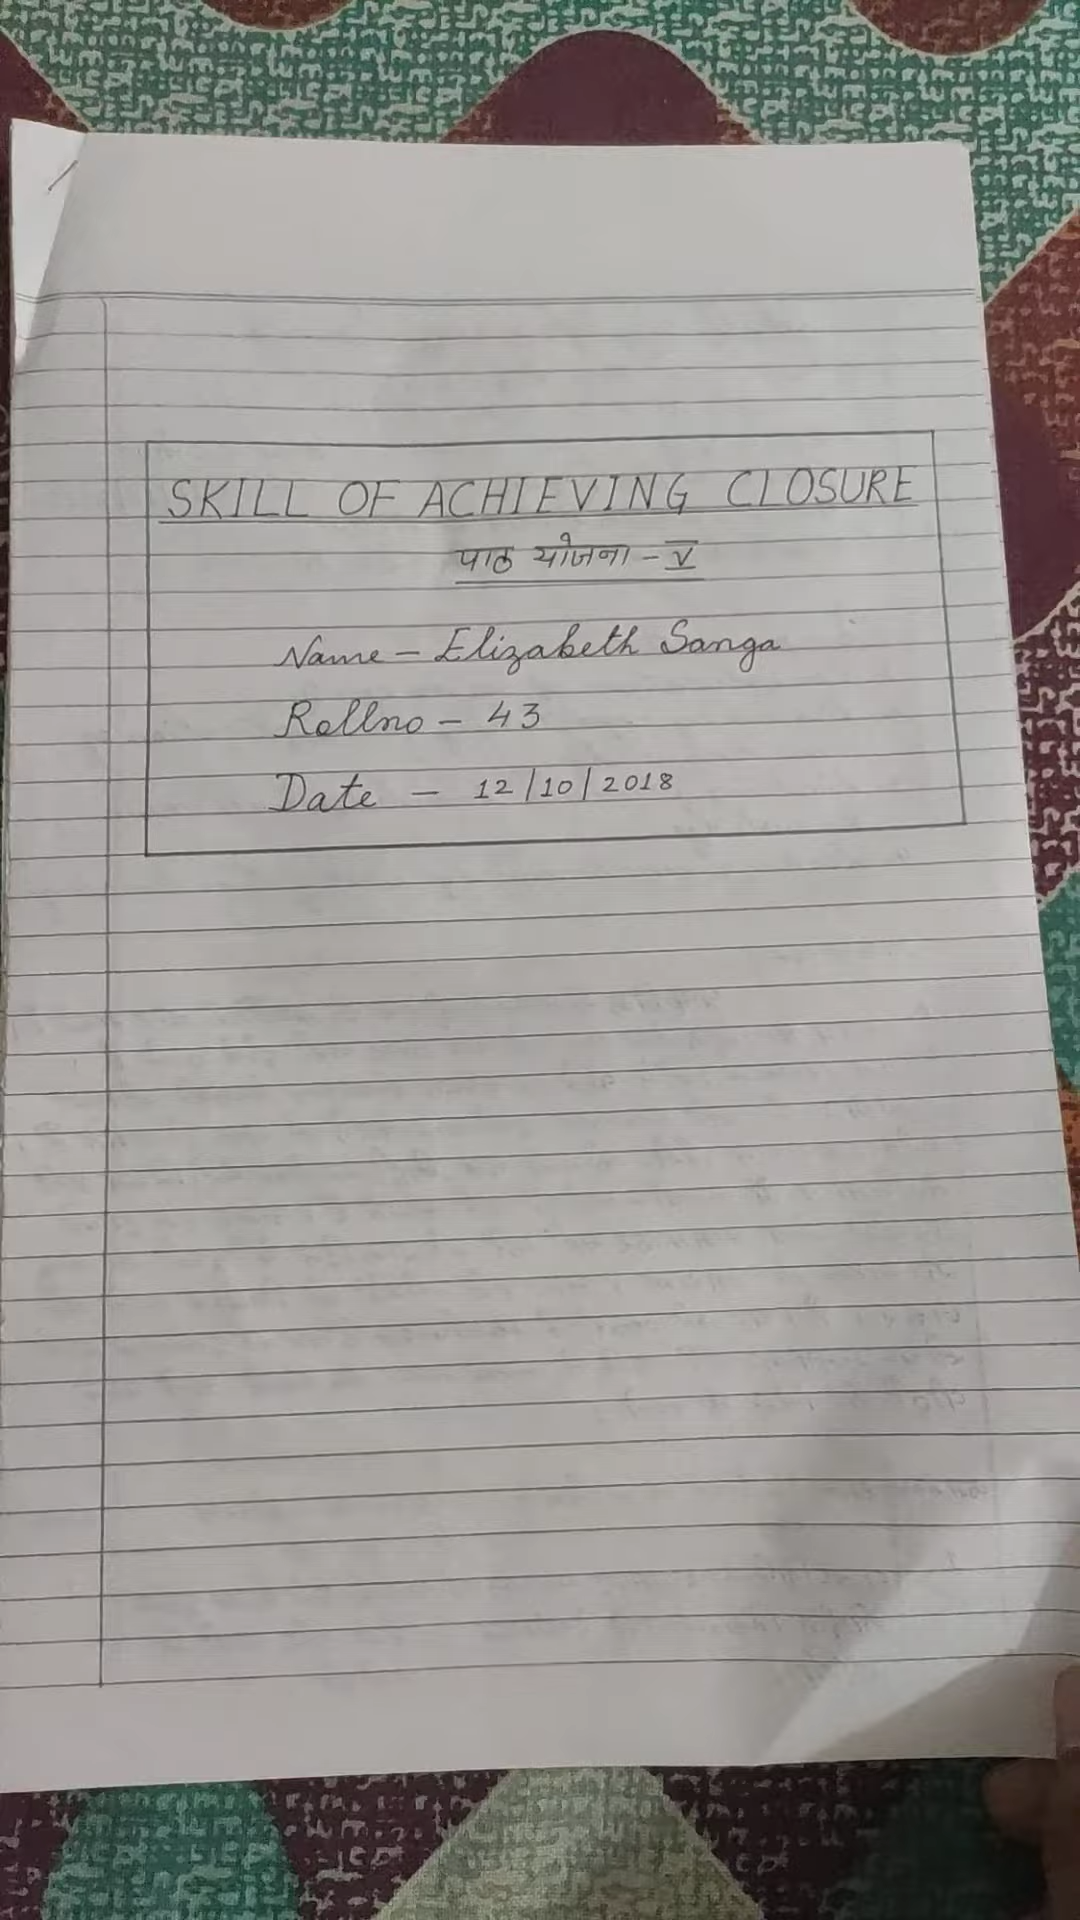 SKILL OF ACHIEVING CLOSURE
पाठ योजना - V
Name - Elizabeth Sanga
Rollno - 43
Date - 12/10/2018